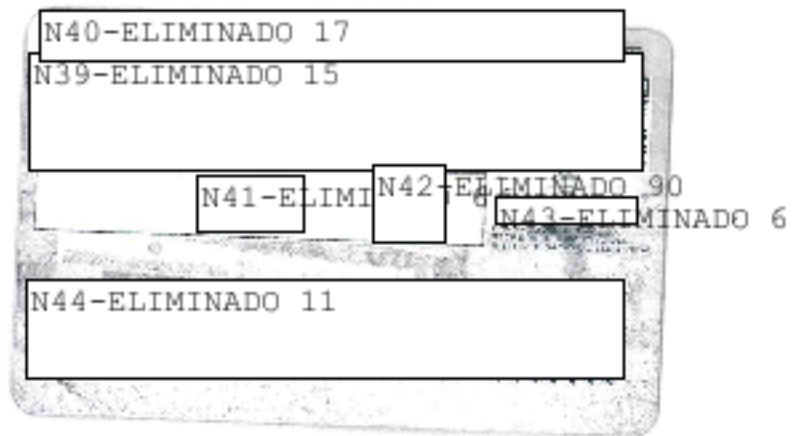 N40-ELIMINADO 17
N39-ELIMINADO 15
N41-ELIMI
N42-ELIMINADO 90
N43-ELIMINADO 6
N44-ELIMINADO 11